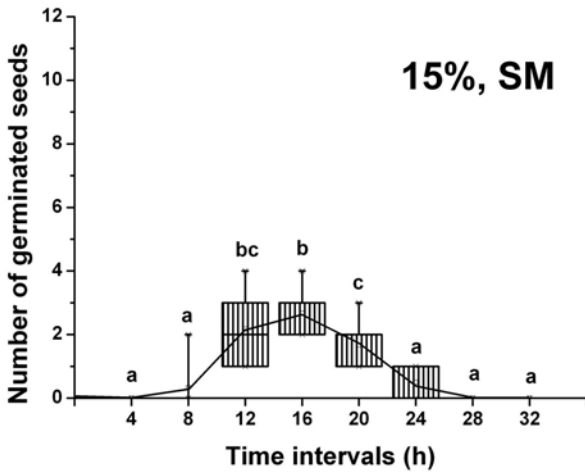 12
15%, SM
10
8
6
4
2
0
Number of germinated seeds
a
a
bc
b
c
a
a
a
4
8
12
16
20
24
28
32
Time intervals (h)